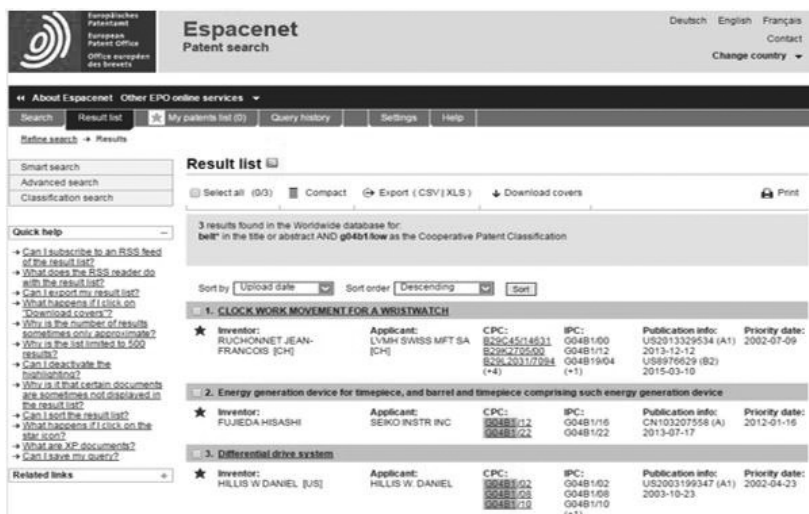 Europäisches
Patentamt
European
Patent Office
Office européen
des brevets
Espacenet
Patent search
Deutsch English Français
Contact
Change country
About Espacenet Other EPO online services
Search Result list My patents list (0) Query history Settings Help
Refine search → Results
Smart search
Advanced search
Classification search
Quick help
→ Can I subscribe to an RSS feed
of the result list?
→ What does the RSS reader do
with the result list?
→ Can I export my result list?
→ What happens if I click on
"Download covers"?
→ Why is the number of results
sometimes only approximate?
→ Why is the list limited to 500
results?
→ Can I deactivate the
highlighting?
→ Why is it that certain documents
are sometimes not displayed in
the result list?
→ Can I sort the result list?
→ What happens if I click on the
star icon?
→ What are XP documents?
→ Can I save my query?
Related links +
Result list
Select all (0/3) Compact Export ( CSV | XLS ) Download covers Print
3 results found in the Worldwide database for:
belt* in the title or abstract AND g04b1/low as the Cooperative Patent Classification
Sort by Upload date Sort order Descending Sort
1. CLOCK WORK MOVEMENT FOR A WRISTWATCH
Inventor: Applicant: CPC: IPC: Publication info: Priority date:
RUCHONNET JEAN- LVMH SWISS MFT SA B29C45/14631 G04B1/00 US2013329534 (A1) 2002-07-09
FRANCOIS [CH] [CH] B29K2705/00 G04B1/12 2013-12-12
B29L2031/7094 G04B19/04 US8976629 (B2)
(+4) (+1) 2015-03-10
2. Energy generation device for timepiece, and barrel and timepiece comprising such energy generation device
Inventor: Applicant: CPC: IPC: Publication info: Priority date:
FUJIEDA HISASHI SEIKO INSTR INC G04B1/12 G04B1/16 CN103207558 (A) 2012-01-16
G04B1/22 G04B1/22 2013-07-17
3. Differential drive system
Inventor: Applicant: CPC: IPC: Publication info: Priority date:
HILLIS W DANIEL [US] HILLIS W. DANIEL G04B1/02 G04B1/02 US2003199347 (A1) 2002-04-23
G04B1/08 G04B1/08 2003-10-23
G04B1/10 G04B1/10